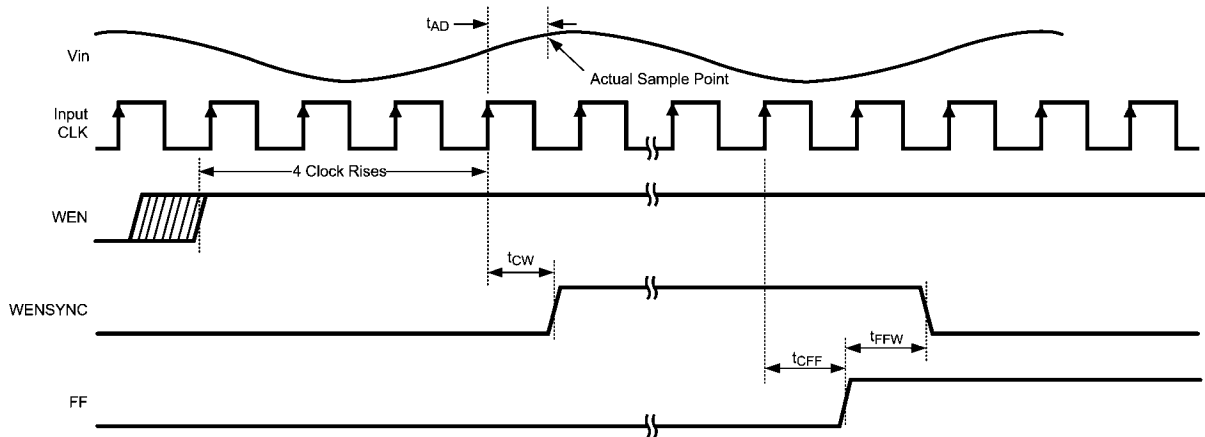 tAD
Vin
Actual Sample Point
Input
CLK
4 Clock Rises
WEN
tCW
WENSYNC
tFFW
tCFF
FF